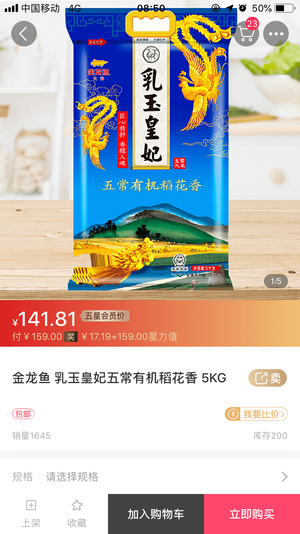 中国移动 4G 08:50 50%
23
金龙鱼
乳玉皇妃
匠心精粹
五常有机稻花香
1/5
¥141.81 五星会员价
付¥159.00 奖 ¥17.19+159.00星力值
金龙鱼 乳玉皇妃五常有机稻花香 5KG
卖
包邮 我要比价>
销量1645 库存200
规格 请选择规格
上架 收藏 加入购物车 立即购买